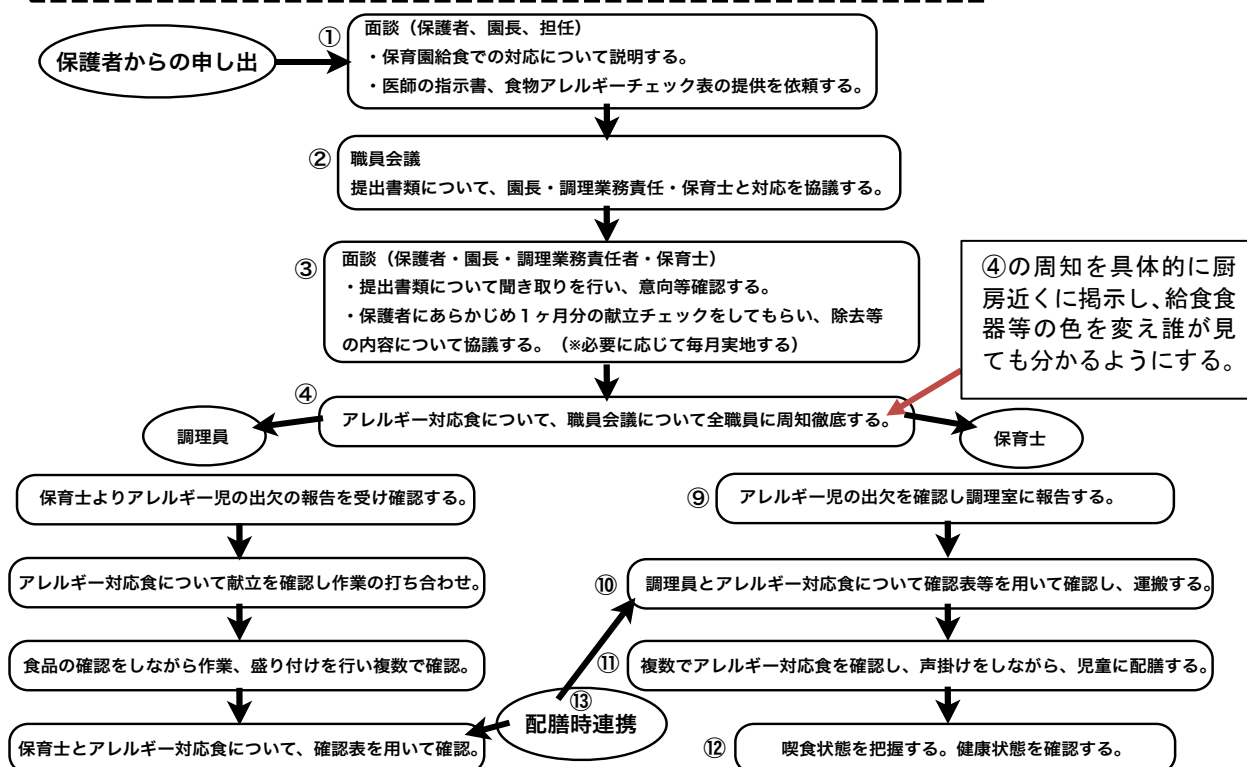 保護者からの申し出
①
面談（保護者、園長、担任）
・保育園給食での対応について説明する。
・医師の指示書、食物アレルギーチェック表の提供を依頼する。
②
職員会議
提出書類について、園長・調理業務責任・保育士と対応を協議する。
③
面談（保護者・園長・調理業務責任者・保育士）
・提出書類について聞き取りを行い、意向等確認する。
・保護者にあらかじめ１ヶ月分の献立チェックをしてもらい、除去等
の内容について協議する。（※必要に応じて毎月実地する）
④の周知を具体的に厨
房近くに掲示し、給食食
器等の色を変え誰が見
ても分かるようにする。
④
アレルギー対応食について、職員会議について全職員に周知徹底する。
調理員
保育士
保育士よりアレルギー児の出欠の報告を受け確認する。
アレルギー対応食について献立を確認し作業の打ち合わせ。
食品の確認をしながら作業、盛り付けを行い複数で確認。
保育士とアレルギー対応食について、確認表を用いて確認。
⑬
配膳時連携
⑨
アレルギー児の出欠を確認し調理室に報告する。
⑩
調理員とアレルギー対応食について確認表等を用いて確認し、運搬する。
⑪
複数でアレルギー対応食を確認し、声掛けをしながら、児童に配膳する。
⑫
喫食状態を把握する。健康状態を確認する。